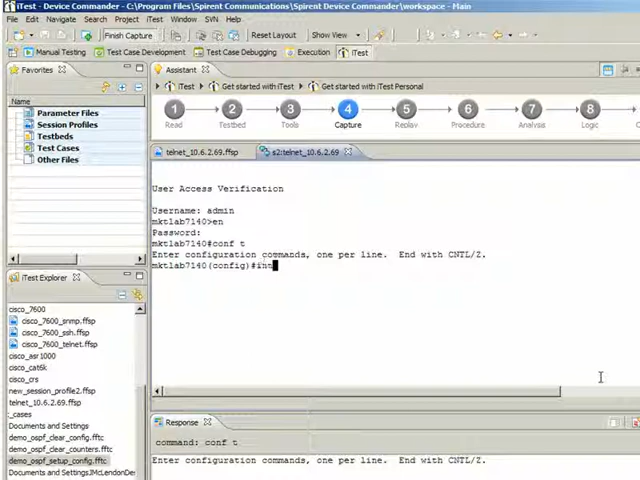 iTest - Device Commander - C:\Program Files\Spirent Communications\Spirent Device Commander\workspace - Main
File Edit Navigate Search Project iTest Window SVN Help
Finish Capture Reset Layout Show View
Manual Testing Test Case Development Test Case Debugging Execution iTest
Favorites
Name
Parameter Files
Session Profiles
Testbeds
Test Cases
Other Files
Assistant
iTest Get started with iTest Get started with iTest Personal
1 2 3 4 5 6 7 8
Read Testbed Tools Capture Replay Procedure Analysis Logic
telnet_10.6.2.69.ffsp s2:telnet_10.6.2.69
User Access Verification
Username: admin
mktlab7140>en
Password:
mktlab7140#conf t
Enter configuration commands, one per line. End with CNTL/Z.
mktlab7140(config)#int
iTest Explorer
cisco_7600
cisco_7600_snmp.ffsp
cisco_7600_ssh.ffsp
cisco_7600_telnet.ffsp
cisco_asr1000
cisco_cat6k
cisco_crs
new_session_profile2.ffsp
telnet_10.6.2.69.ffsp
_cases
Documents and Settings
demo_ospf_clear_config.fftc
demo_ospf_clear_counters.fftc
demo_ospf_setup_config.fftc
Documents and SettingsJMcLendonDes
Response
command: conf t
Enter configuration commands, one per line. End with CNTL/Z.